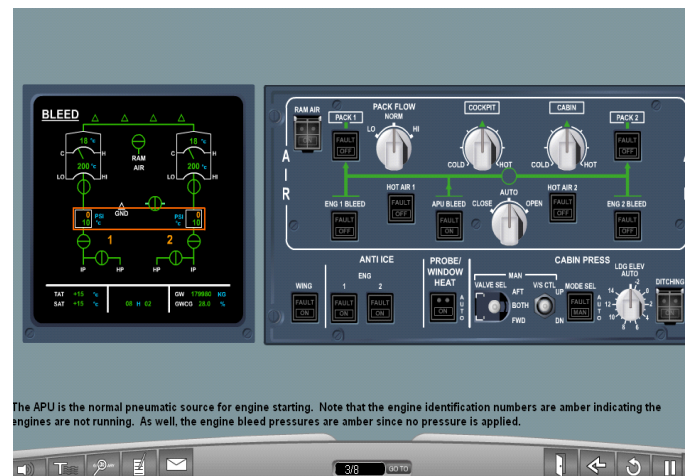 BLEED
18 °c
18 °c
C H
C H
RAM
AIR
200 °c
200 °c
LO HI
LO HI
GND
0 PSI
10 °c
PSI 0
°c 10
1 2
IP HP HP IP
TAT +15 °c GW 179980 KG
SAT +15 °c 08 H 02 GWCG 28.0 %
AIR
RAM AIR
PACK 1
PACK FLOW
NORM
LO HI
COCKPIT
CABIN
PACK 2
FAULT
OFF
COLD HOT
COLD HOT
FAULT
OFF
ENG 1 BLEED
HOT AIR 1
APU BLEED
AUTO
CLOSE OPEN
HOT AIR 2
ENG 2 BLEED
FAULT
OFF
FAULT
OFF
FAULT
ON
FAULT
OFF
FAULT
OFF
ANTI ICE
WING
ENG
1 2
FAULT
ON
FAULT
ON
FAULT
ON
PROBE/
WINDOW
HEAT
ON
AUTO
CABIN PRESS
MAN
VALVE SEL
AFT
BOTH
FWD
V/S CTL
UP
DN
MODE SEL
FAULT
MAN
AUTO
LDG ELEV
AUTO
DITCHING
The APU is the normal pneumatic source for engine starting. Note that the engine identification numbers are amber indicating the
engines are not running. As well, the engine bleed pressures are amber since no pressure is applied.
3/8 GO TO